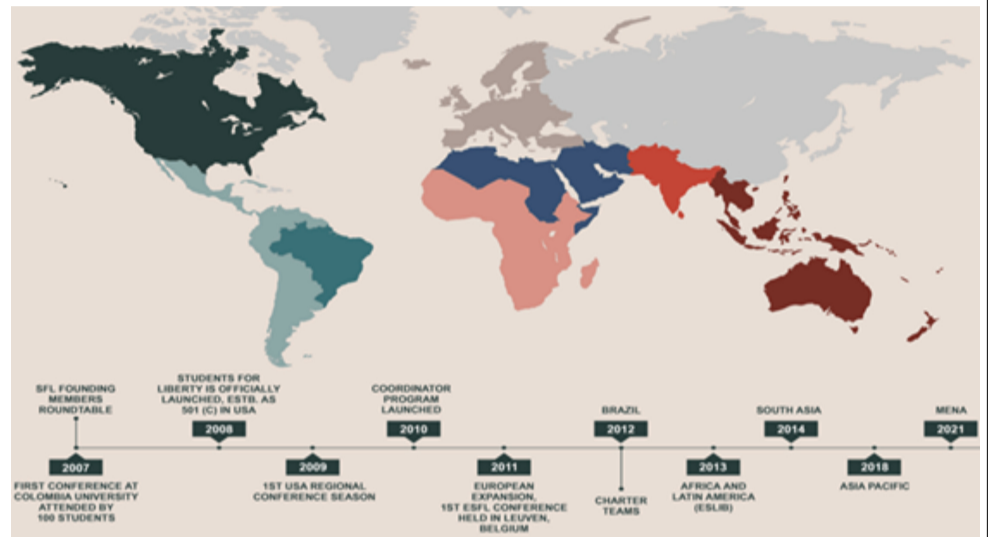 SFL FOUNDING
MEMBERS
ROUNDTABLE
2007
FIRST CONFERENCE AT
COLOMBIA UNIVERSITY
ATTENDED BY
100 STUDENTS
STUDENTS FOR
LIBERTY IS OFFICIALLY
LAUNCHED, ESTB. AS
501 (C) IN USA
2008
2009
1ST USA REGIONAL
CONFERENCE SEASON
COORDINATOR
PROGRAM
LAUNCHED
2010
2011
EUROPEAN
EXPANSION,
1ST ESFL CONFERENCE
HELD IN LEUVEN,
BELGIUM
BRAZIL
2012
CHARTER
TEAMS
2013
AFRICA AND
LATIN AMERICA
(ESLIB)
SOUTH ASIA
2014
2018
ASIA PACIFIC
MENA
2021